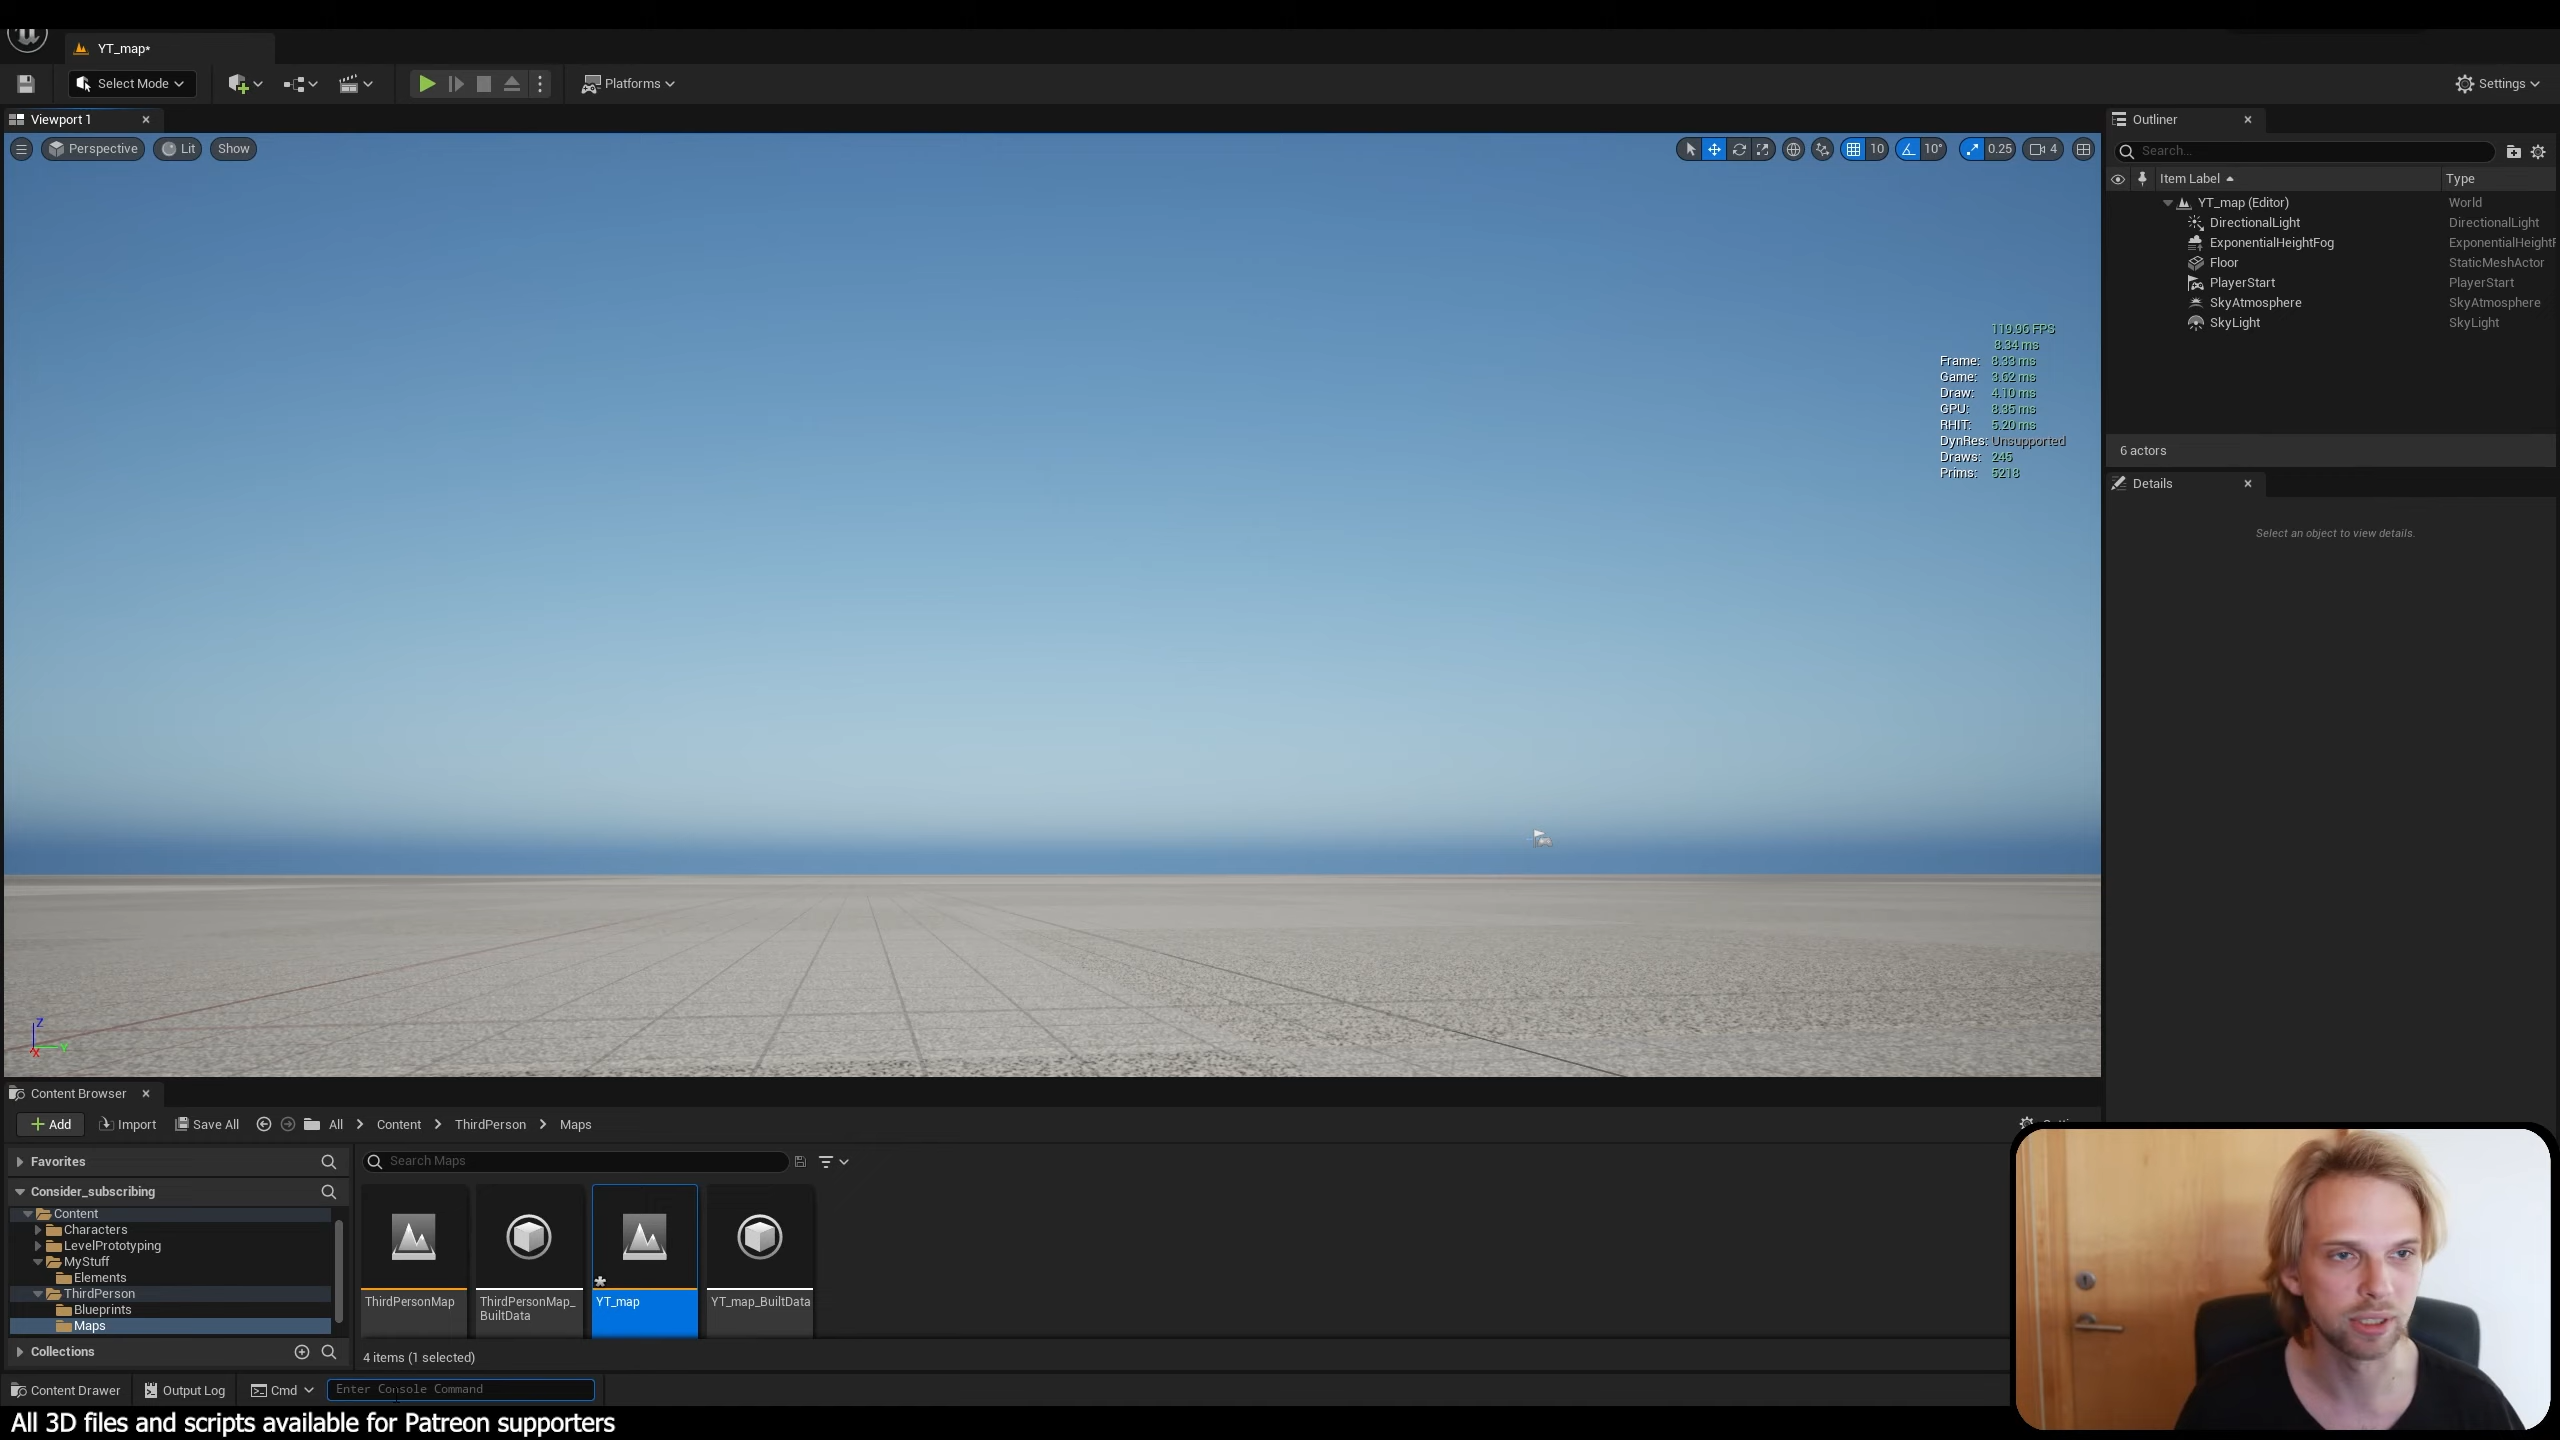 YT_map*
Select Mode
Platforms
Settings
Viewport 1
Perspective
Lit
Show
10
10°
0.25
4
119.96 FPS
8.34 ms
Frame: 8.33 ms
Game: 3.62 ms
Draw: 4.10 ms
GPU: 8.35 ms
RHIT: 5.20 ms
DynRes: Unsupported
Draws: 245
Prims: 5218
Z
X
Y
Outliner
Search...
Item Label
Type
YT_map (Editor)
World
DirectionalLight
DirectionalLight
ExponentialHeightFog
ExponentialHeightF
Floor
StaticMeshActor
PlayerStart
PlayerStart
SkyAtmosphere
SkyAtmosphere
SkyLight
SkyLight
6 actors
Details
Select an object to view details.
Content Browser
Add
Import
Save All
All
Content
ThirdPerson
Maps
Favorites
Consider_subscribing
Content
Characters
LevelPrototyping
MyStuff
Elements
ThirdPerson
Blueprints
Maps
Collections
Search Maps
ThirdPersonMap
ThirdPersonMap_
BuiltData
YT_map
YT_map_BuiltData
4 items (1 selected)
Content Drawer
Output Log
Cmd
Enter Console Command
All 3D files and scripts available for Patreon supporters